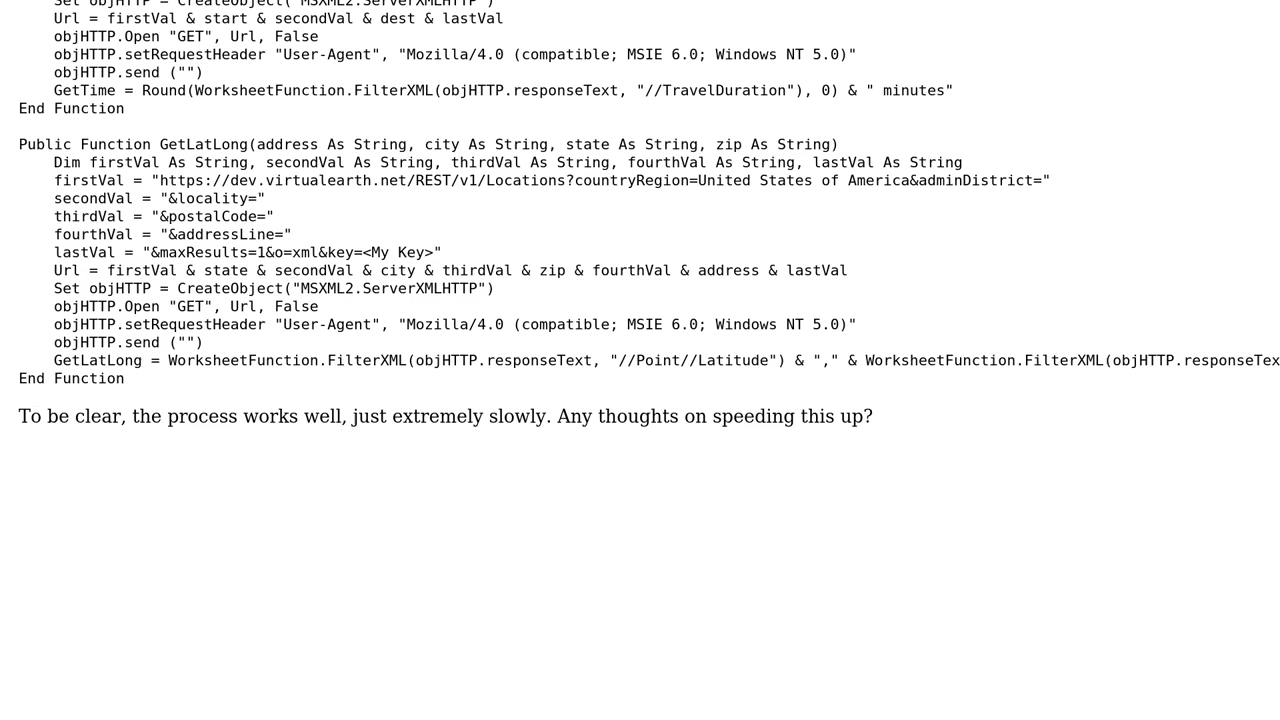 Set objHTTP = CreateObject("MSXML2.ServerXMLHTTP")
Url = firstVal & start & secondVal & dest & lastVal
objHTTP.Open "GET", Url, False
objHTTP.setRequestHeader "User-Agent", "Mozilla/4.0 (compatible; MSIE 6.0; Windows NT 5.0)"
objHTTP.send ("")
GetTime = Round(WorksheetFunction.FilterXML(objHTTP.responseText, "//TravelDuration"), 0) & " minutes"
End Function
Public Function GetLatLong(address As String, city As String, state As String, zip As String)
Dim firstVal As String, secondVal As String, thirdVal As String, fourthVal As String, lastVal As String
firstVal = "https://dev.virtualearth.net/REST/v1/Locations?countryRegion=United States of America&adminDistrict="
secondVal = "&locality="
thirdVal = "&postalCode="
fourthVal = "&addressLine="
lastVal = "&maxResults=1&o=xml&key=<My Key>"
Url = firstVal & state & secondVal & city & thirdVal & zip & fourthVal & address & lastVal
Set objHTTP = CreateObject("MSXML2.ServerXMLHTTP")
objHTTP.Open "GET", Url, False
objHTTP.setRequestHeader "User-Agent", "Mozilla/4.0 (compatible; MSIE 6.0; Windows NT 5.0)"
objHTTP.send ("")
GetLatLong = WorksheetFunction.FilterXML(objHTTP.responseText, "//Point//Latitude") & "," & WorksheetFunction.FilterXML(objHTTP.responseTex
End Function
To be clear, the process works well, just extremely slowly. Any thoughts on speeding this up?